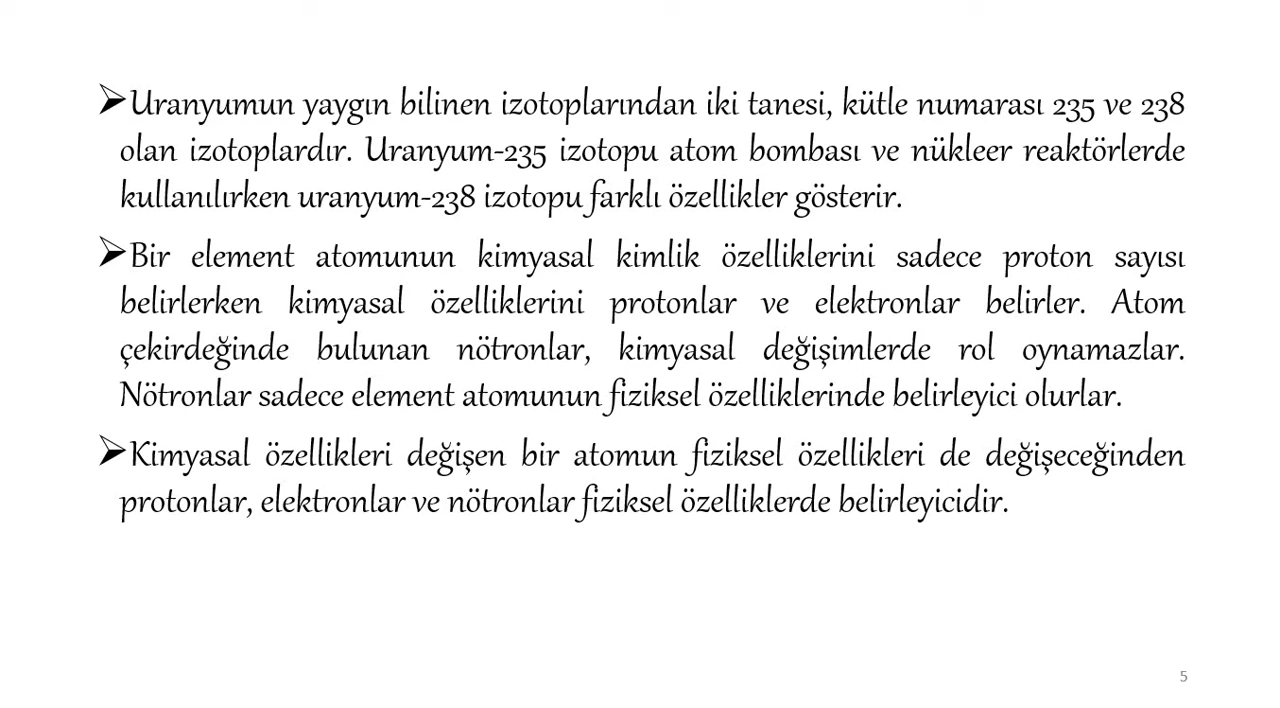 ➢Uranyumun yaygın bilinen izotoplarından iki tanesi, kütle numarası 235 ve 238
olan izotoplardır. Uranyum-235 izotopu atom bombası ve nükleer reaktörlerde
kullanılırken uranyum-238 izotopu farklı özellikler gösterir.
➢Bir element atomunun kimyasal kimlik özelliklerini sadece proton sayısı
belirlerken kimyasal özelliklerini protonlar ve elektronlar belirler. Atom
çekirdeğinde bulunan nötronlar, kimyasal değişimlerde rol oynamazlar.
Nötronlar sadece element atomunun fiziksel özelliklerinde belirleyici olurlar.
➢Kimyasal özellikleri değişen bir atomun fiziksel özellikleri de değişeceğinden
protonlar, elektronlar ve nötronlar fiziksel özelliklerde belirleyicidir.
5